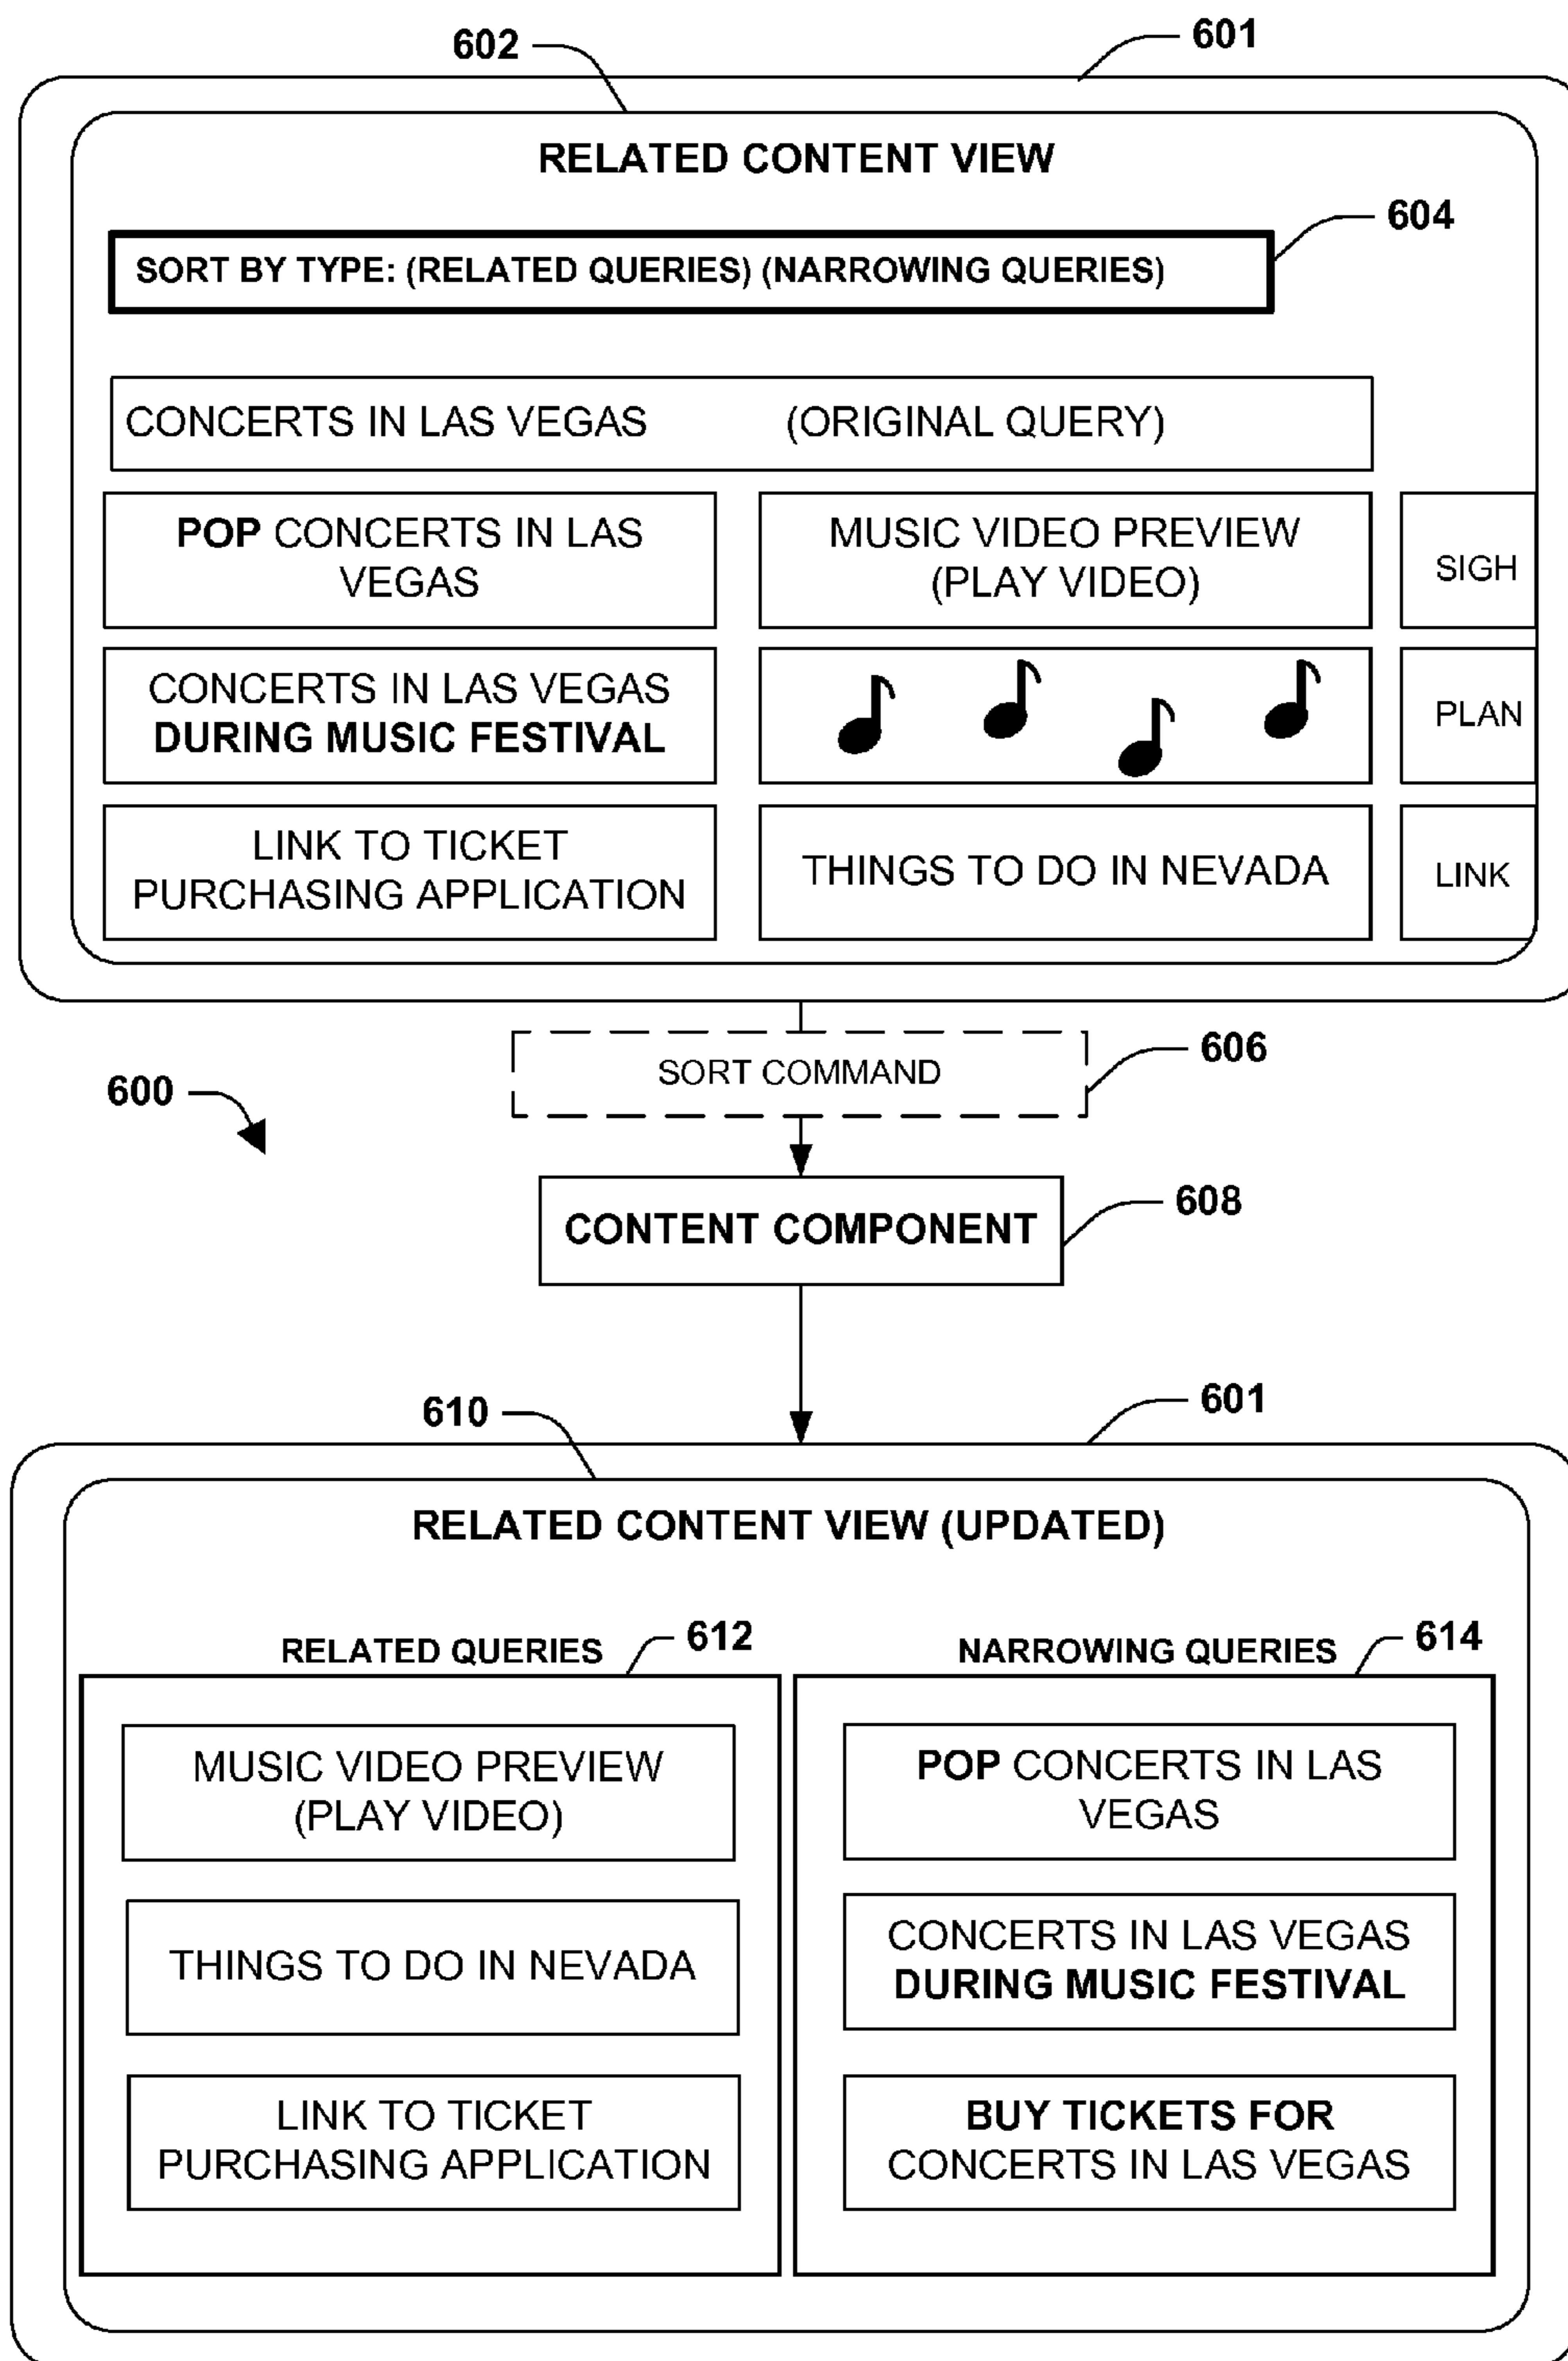 602
601
RELATED CONTENT VIEW
604
SORT BY TYPE: (RELATED QUERIES) (NARROWING QUERIES)
CONCERTS IN LAS VEGAS (ORIGINAL QUERY)
POP CONCERTS IN LAS
VEGAS
MUSIC VIDEO PREVIEW
(PLAY VIDEO)
SIGH
CONCERTS IN LAS VEGAS
DURING MUSIC FESTIVAL
PLAN
LINK TO TICKET
PURCHASING APPLICATION
THINGS TO DO IN NEVADA
LINK
SORT COMMAND
606
600
CONTENT COMPONENT
608
610
601
RELATED CONTENT VIEW (UPDATED)
RELATED QUERIES
612
NARROWING QUERIES
614
MUSIC VIDEO PREVIEW
(PLAY VIDEO)
THINGS TO DO IN NEVADA
LINK TO TICKET
PURCHASING APPLICATION
POP CONCERTS IN LAS
VEGAS
CONCERTS IN LAS VEGAS
DURING MUSIC FESTIVAL
BUY TICKETS FOR
CONCERTS IN LAS VEGAS